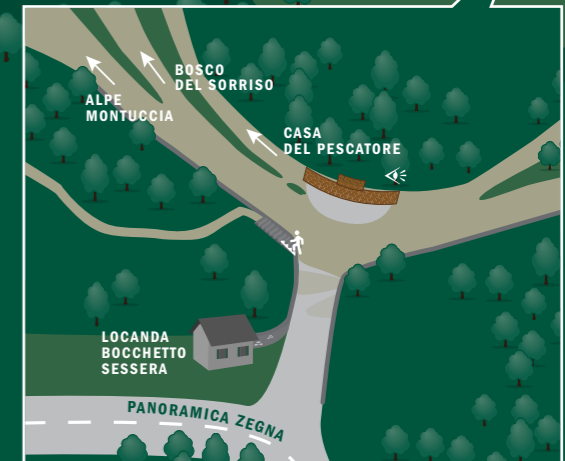 BOSCO
DEL SORRISO
ALPE
MONTUCCIA
CASA
DEL PESCATORE
LOCANDA
BOCCHETTO
SESSERA
PANORAMICA ZEGNA